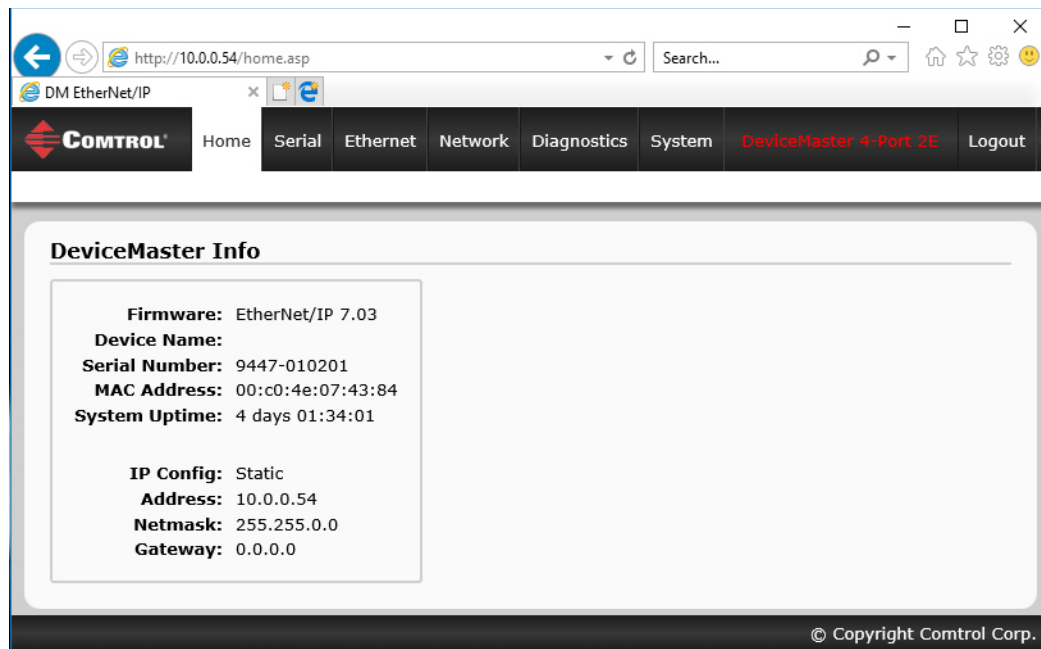 http://10.0.0.54/home.asp
Search...
DM EtherNet/IP
COMTROL Home Serial Ethernet Network Diagnostics System DeviceMaster 4-Port 2E Logout
DeviceMaster Info
Firmware: EtherNet/IP 7.03
Device Name:
Serial Number: 9447-010201
MAC Address: 00:c0:4e:07:43:84
System Uptime: 4 days 01:34:01
IP Config: Static
Address: 10.0.0.54
Netmask: 255.255.0.0
Gateway: 0.0.0.0
© Copyright Comtrol Corp.